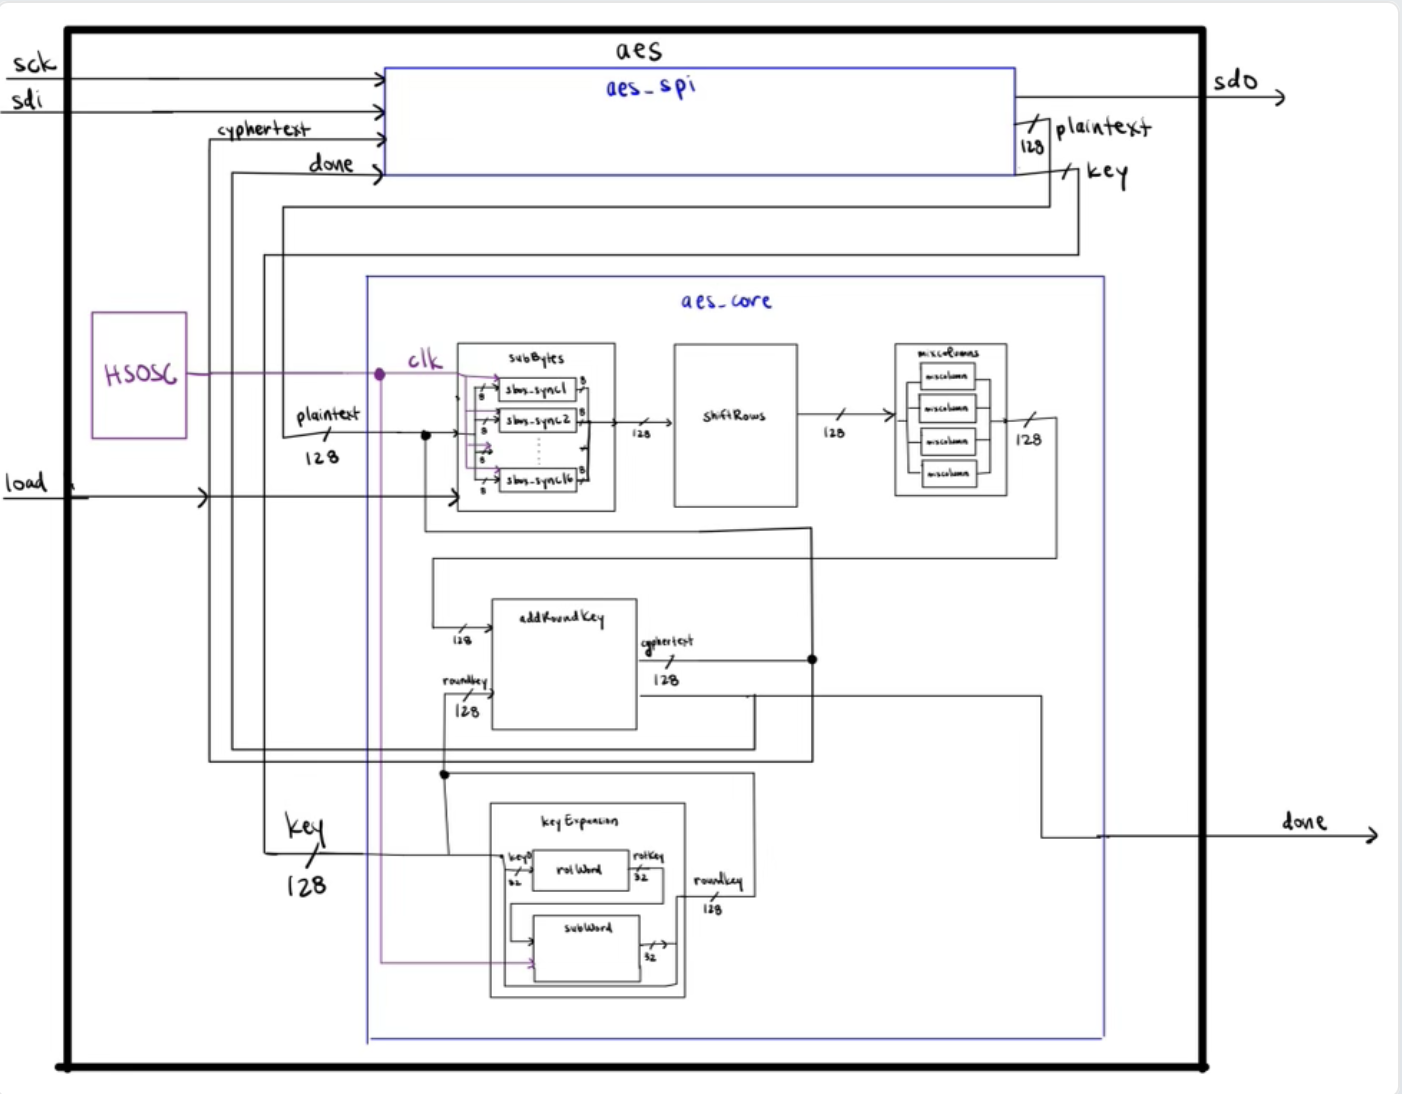 aes
sck
sdi
aes_spi
sdo
cyphertext
done
plaintext
128
key
aes_core
HSOSC
clk
subBytes
sbox_sync1
8
8
sbox_sync2
8
8
8
sbox_sync16
8
8
plaintext
128
128
shiftRows
128
mixcolumns
mixcolumn
mixcolumn
mixcolumn
mixcolumn
128
load
addRoundKey
128
cyphertext
128
roundkey
128
key
128
keyExpansion
key0
32
rotWord
rotKey
32
subWord
32
roundkey
128
done